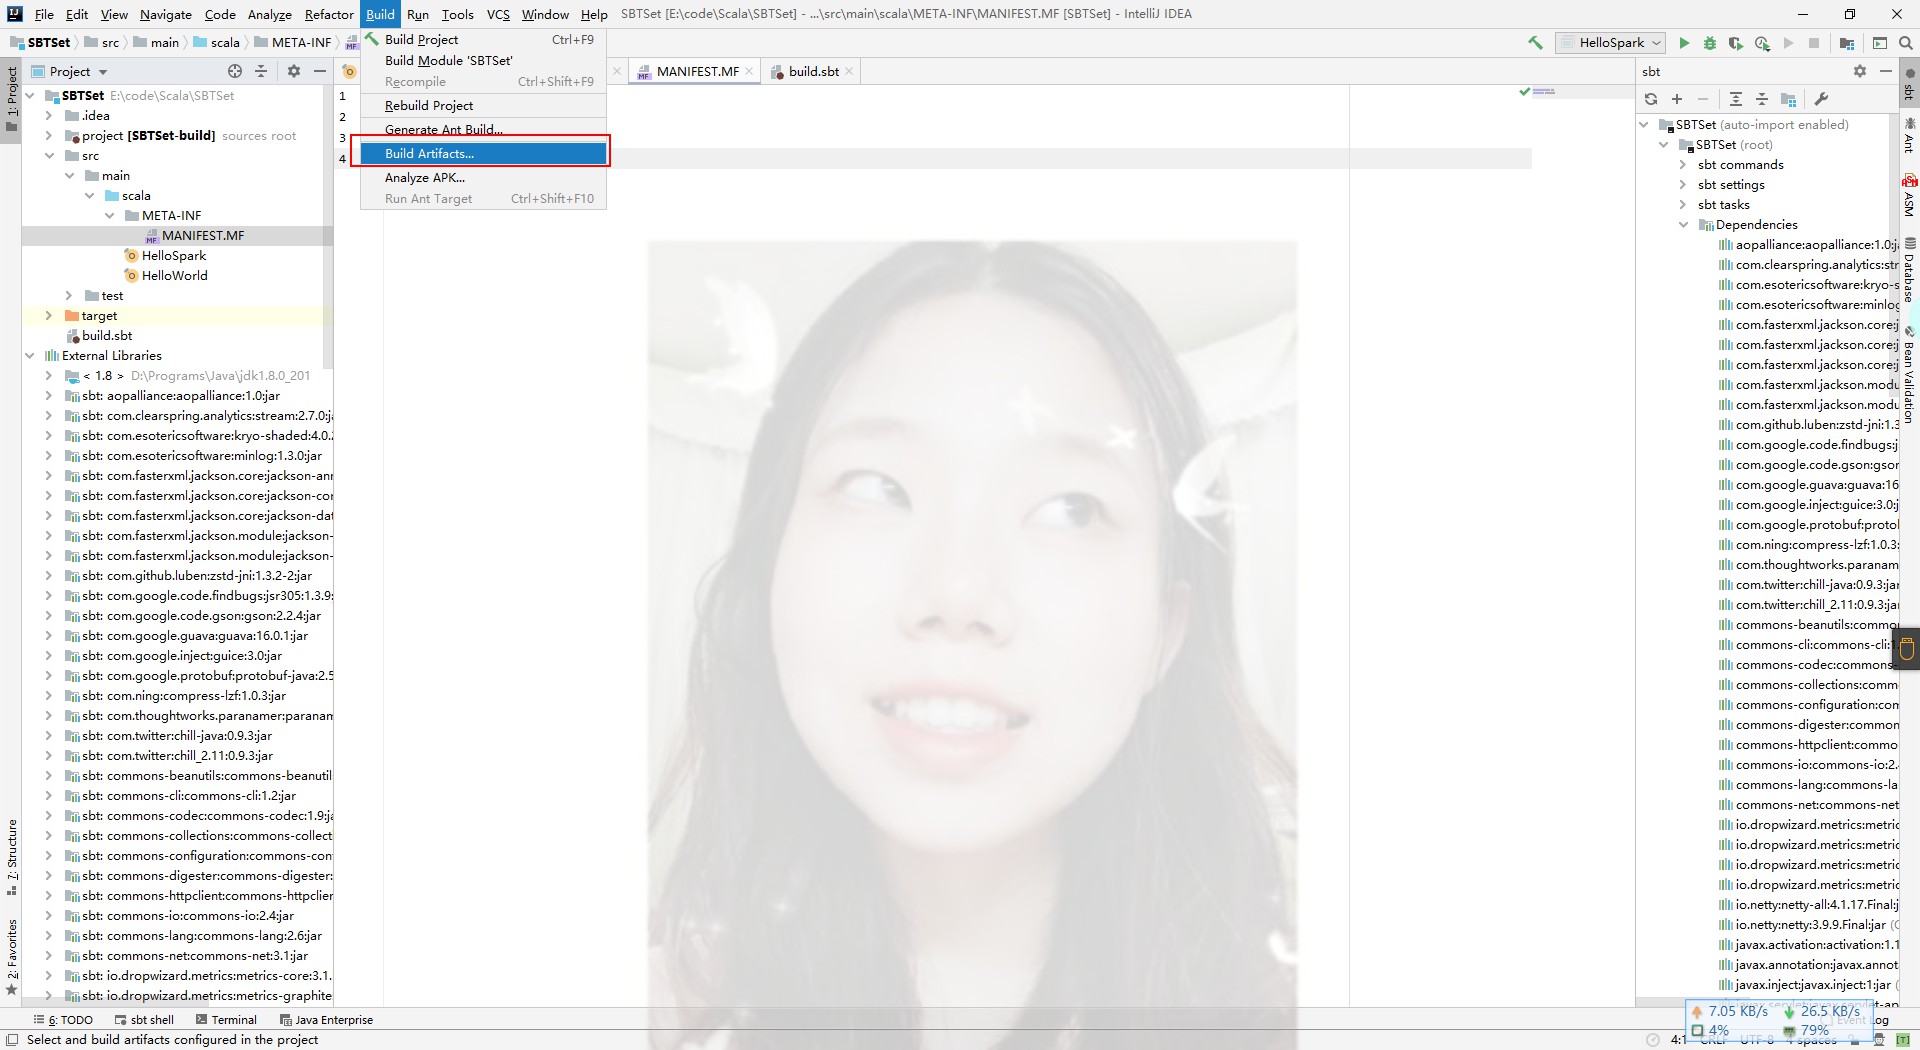 File Edit View Navigate Code Analyze Refactor Build Run Tools VCS Window Help SBTSet [E:\code\Scala\SBTSet] - ...\src\main\scala\META-INF\MANIFEST.MF [SBTSet] - IntelliJ IDEA
SBTSet src main scala META-INF
HelloSpark
Build Project Ctrl+F9
Build Module 'SBTSet'
Recompile Ctrl+Shift+F9
Rebuild Project
Generate Ant Build...
Build Artifacts...
Analyze APK...
Run Ant Target Ctrl+Shift+F10
MANIFEST.MF build.sbt
1
2
3
4
1: Project
7: Structure
2: Favorites
Project
SBTSet E:\code\Scala\SBTSet
.idea
project [SBTSet-build] sources root
src
main
scala
META-INF
MANIFEST.MF
HelloSpark
HelloWorld
test
target
build.sbt
External Libraries
< 1.8 > D:\Programs\Java\jdk1.8.0_201
sbt: aopalliance:aopalliance:1.0:jar
sbt: com.clearspring.analytics:stream:2.7.0:ja
sbt: com.esotericsoftware:kryo-shaded:4.0.2
sbt: com.esotericsoftware:minlog:1.3.0:jar
sbt: com.fasterxml.jackson.core:jackson-ann
sbt: com.fasterxml.jackson.core:jackson-cor
sbt: com.fasterxml.jackson.core:jackson-dat
sbt: com.fasterxml.jackson.module:jackson-
sbt: com.fasterxml.jackson.module:jackson-
sbt: com.github.luben:zstd-jni:1.3.2-2:jar
sbt: com.google.code.findbugs:jsr305:1.3.9:
sbt: com.google.code.gson:gson:2.2.4:jar
sbt: com.google.guava:guava:16.0.1:jar
sbt: com.google.inject:guice:3.0:jar
sbt: com.google.protobuf:protobuf-java:2.5
sbt: com.ning:compress-lzf:1.0.3:jar
sbt: com.thoughtworks.paranamer:paranam
sbt: com.twitter:chill-java:0.9.3:jar
sbt: com.twitter:chill_2.11:0.9.3:jar
sbt: commons-beanutils:commons-beanutil
sbt: commons-cli:commons-cli:1.2:jar
sbt: commons-codec:commons-codec:1.9:ja
sbt: commons-collections:commons-collect
sbt: commons-configuration:commons-con
sbt: commons-digester:commons-digester:
sbt: commons-httpclient:commons-httpclier
sbt: commons-io:commons-io:2.4:jar
sbt: commons-lang:commons-lang:2.6:jar
sbt: commons-net:commons-net:3.1:jar
sbt: io.dropwizard.metrics:metrics-core:3.1.
sbt: io.dropwizard.metrics:metrics-graphite
sbt
SBTSet (auto-import enabled)
SBTSet (root)
sbt commands
sbt settings
sbt tasks
Dependencies
aopalliance:aopalliance:1.0:ja
com.clearspring.analytics:str
com.esotericsoftware:kryo-s
com.esotericsoftware:minlog
com.fasterxml.jackson.core:j
com.fasterxml.jackson.core:j
com.fasterxml.jackson.core:j
com.fasterxml.jackson.modu
com.fasterxml.jackson.modu
com.github.luben:zstd-jni:1.3
com.google.code.findbugs:j
com.google.code.gson:gson
com.google.guava:guava:16
com.google.inject:guice:3.0:j
com.google.protobuf:protol
com.ning:compress-lzf:1.0.3:
com.thoughtworks.paranam
com.twitter:chill-java:0.9.3:jar
com.twitter:chill_2.11:0.9.3:jar
commons-beanutils:commo
commons-cli:commons-cli:1.
commons-codec:commons-
commons-collections:comm
commons-configuration:con
commons-digester:common
commons-httpclient:commo
commons-io:commons-io:2.
commons-lang:commons-la
commons-net:commons-net
io.dropwizard.metrics:metric
io.dropwizard.metrics:metric
io.dropwizard.metrics:metric
io.dropwizard.metrics:metric
io.netty:netty-all:4.1.17.Final:j
io.netty:netty:3.9.9.Final:jar
javax.activation:activation:1.1
javax.annotation:javax.annot
javax.inject:javax.inject:1:jar
sbt
Ant
ASM
Database
Bean Validation
6: TODO sbt shell Terminal Java Enterprise Event Log
7.05 KB/s 26.5 KB/s
4% 79%
Select and build artifacts configured in the project 4:1 CRLF UTF-8 4 spaces